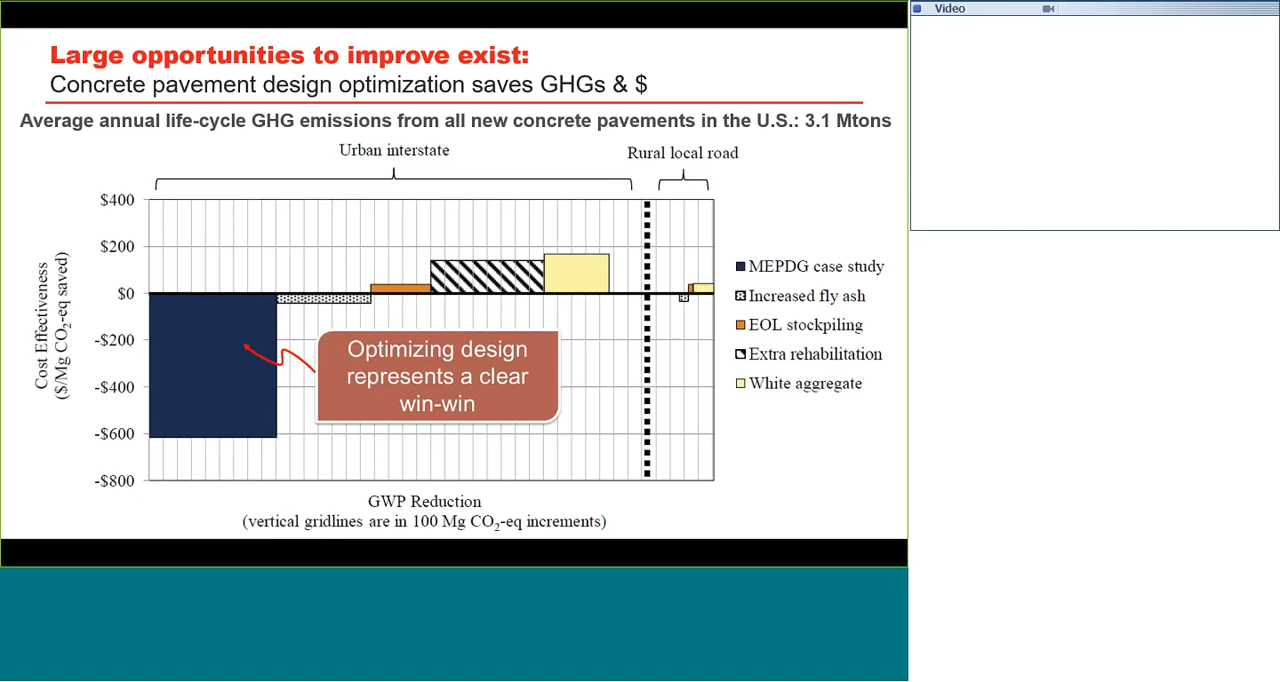 Video
Large opportunities to improve exist:
Concrete pavement design optimization saves GHGs & $
Average annual life-cycle GHG emissions from all new concrete pavements in the U.S.: 3.1 Mtons
Urban interstate
Rural local road
$400
$200
$0
-$200
-$400
-$600
-$800
Cost Effectiveness
($/Mg CO₂-eq saved)
MEPDG case study
Increased fly ash
EOL stockpiling
Extra rehabilitation
White aggregate
Optimizing design
represents a clear
win-win
GWP Reduction
(vertical gridlines are in 100 Mg CO₂-eq increments)